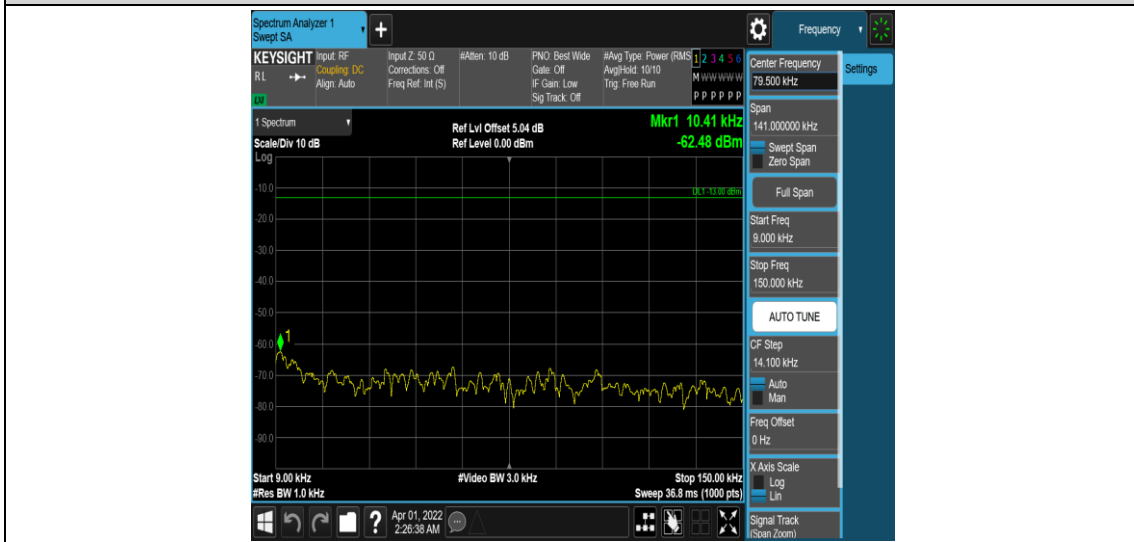 Spectrum Analyzer 1
Swept SA
+
Frequency
KEYSIGHT
RL
LXI
Input: RF
Coupling: DC
Align: Auto
Input Z: 50 Ω
Corrections: Off
Freq Ref: Int (S)
#Atten: 10 dB
PNO: Best Wide
Gate: Off
IF Gain: Low
Sig Track: Off
#Avg Type: Power (RMS
Avg|Hold: 10/10
Trig: Free Run
1 2 3 4 5 6
M W W W W W
P P P P P P
Center Frequency
79.500 kHz
Settings
Span
141.000000 kHz
Swept Span
Zero Span
Full Span
Start Freq
9.000 kHz
Stop Freq
150.000 kHz
AUTO TUNE
CF Step
14.100 kHz
Auto
Man
Freq Offset
0 Hz
X Axis Scale
Log
Lin
Signal Track
(Span Zoom)
1 Spectrum
Scale/Div 10 dB
Ref Lvl Offset 5.04 dB
Ref Level 0.00 dBm
Mkr1 10.41 kHz
-62.48 dBm
Log
DL1 -13.00 dBm
-10.0
-20.0
-30.0
-40.0
-50.0
-60.0
1
-70.0
-80.0
-90.0
Start 9.00 kHz
#Video BW 3.0 kHz
Stop 150.00 kHz
#Res BW 1.0 kHz
Sweep 36.8 ms (1000 pts)
?
Apr 01, 2022
2:26:38 AM